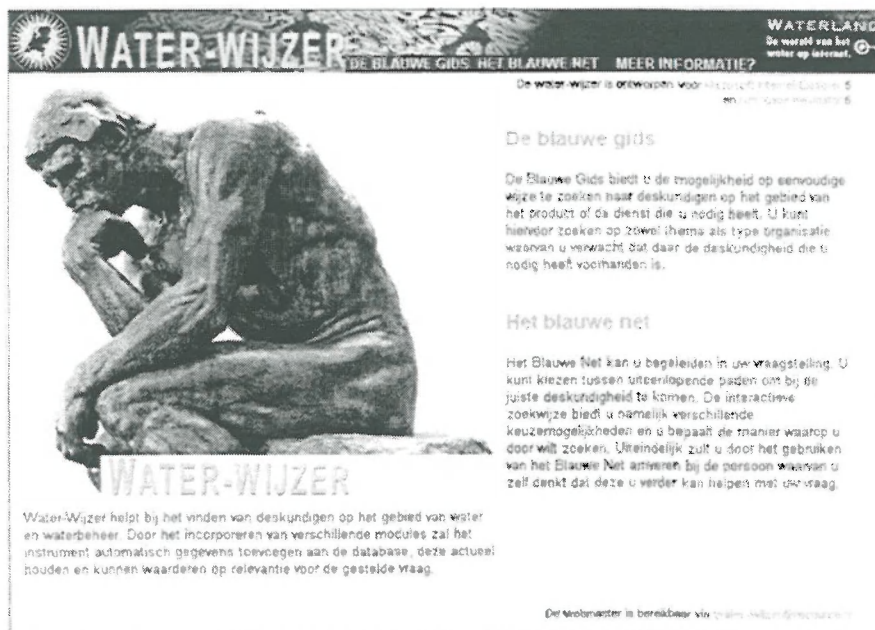 WATER-WIJZER
DE BLAUWE GIDS HET BLAUWE NET MEER INFORMATIE?
WATERLAND
De wereld van het
water op internet.
De water-wijzer is ontworpen voor
en
De blauwe gids
De Blauwe Gids biedt u de mogelijkheid op eenvoudige
wijze te zoeken naar deskundigen op het gebied van
het product of de dienst die u nodig heeft. U kunt
hiervoor zoeken op zowel thema als type organisatie
waarvan u verwacht dat daar de deskundigheid die u
nodig heeft voorhanden is.
Het blauwe net
Het Blauwe Net kan u begeleiden in uw vraagstelling. U
kunt kiezen tussen uiteenlopende paden om bij de
juiste deskundigheid te komen. De interactieve
zoekwijze biedt u namelijk verschillende
keuzemogelijkheden en u bepaalt de manier waarop u
door wilt zoeken. Uiteindelijk zult u door het gebruiken
van het Blauwe Net arriveren bij de persoon waarvan u
zelf denkt dat deze u verder kan helpen met uw vraag.
WATER-WIJZER
Water-Wijzer helpt bij het vinden van deskundigen op het gebied van water
en waterbeheer. Door het incorporeren van verschillende modules zal het
instrument automatisch gegevens toevoegen aan de database, deze actueel
houden en kunnen waarderen op relevantie voor de gestelde vraag.
De webmaster is bereikbaar via